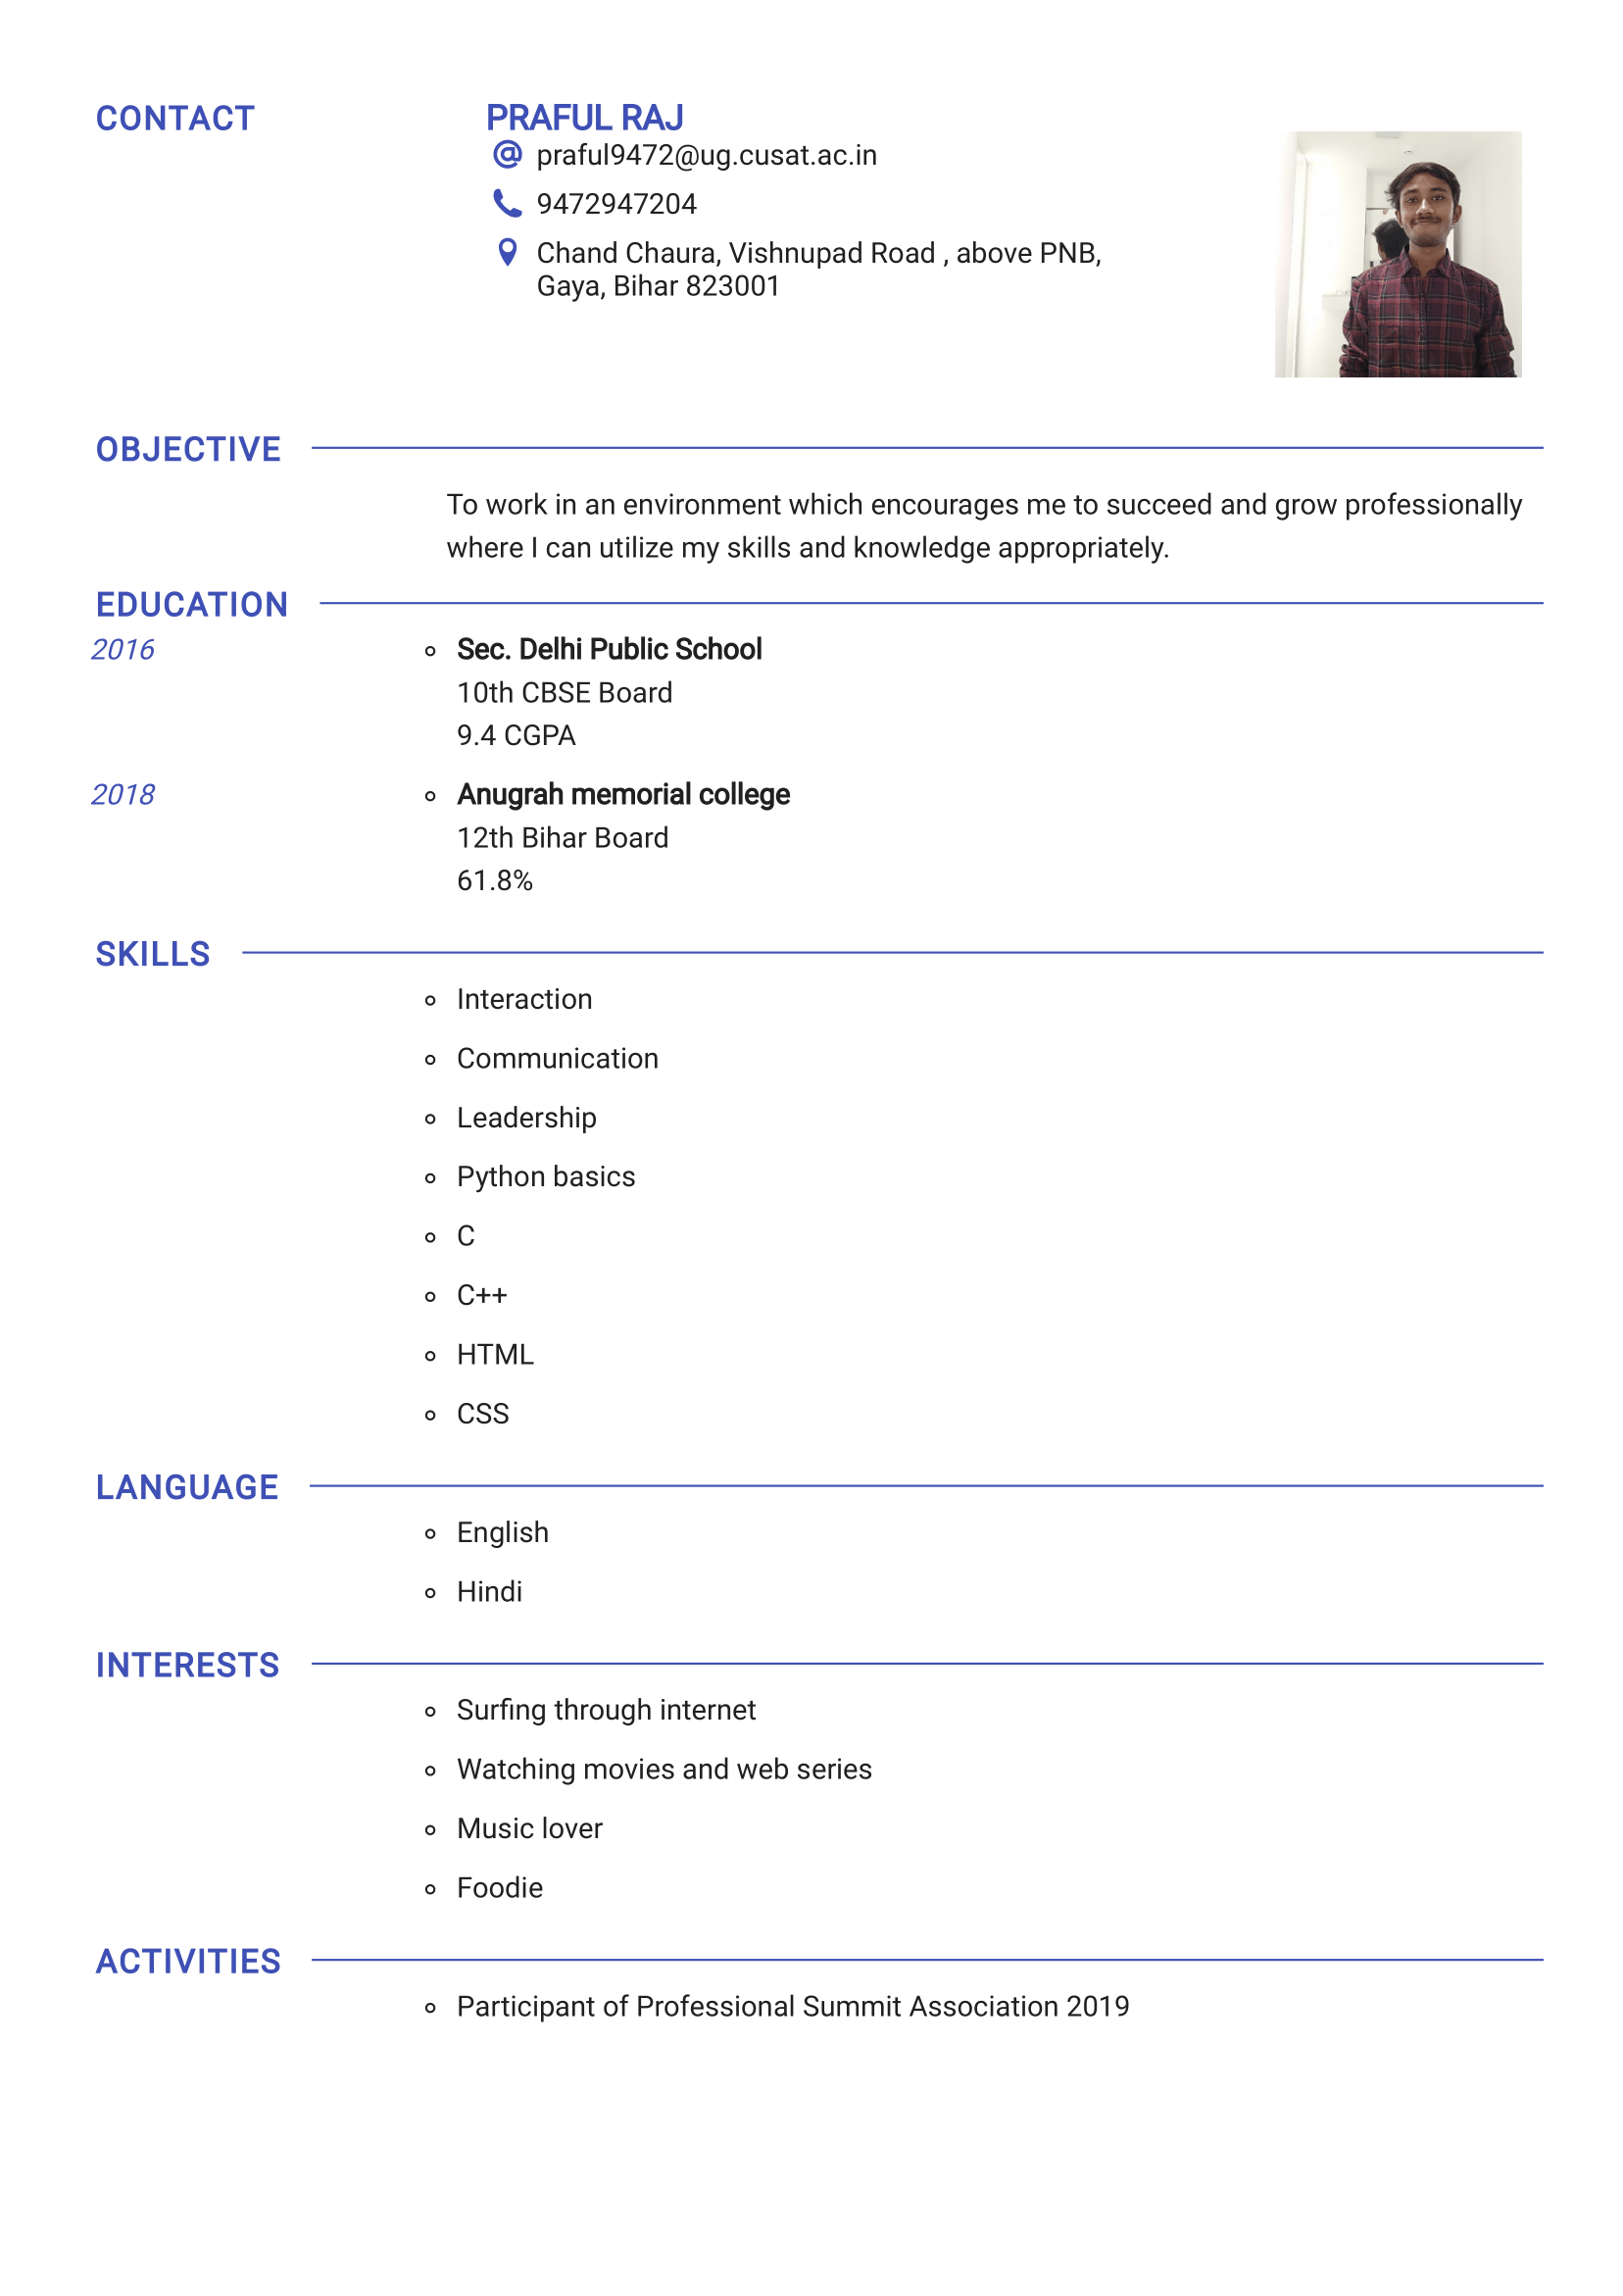 CONTACT
PRAFUL RAJ
praful9472@ug.cusat.ac.in
9472947204
Chand Chaura, Vishnupad Road , above PNB,
Gaya, Bihar 823001
OBJECTIVE
To work in an environment which encourages me to succeed and grow professionally
where I can utilize my skills and knowledge appropriately.
EDUCATION
2016
Sec. Delhi Public School
10th CBSE Board
9.4 CGPA
2018
Anugrah memorial college
12th Bihar Board
61.8%
SKILLS
Interaction
Communication
Leadership
Python basics
C
C++
HTML
CSS
LANGUAGE
English
Hindi
INTERESTS
Surfing through internet
Watching movies and web series
Music lover
Foodie
ACTIVITIES
Participant of Professional Summit Association 2019